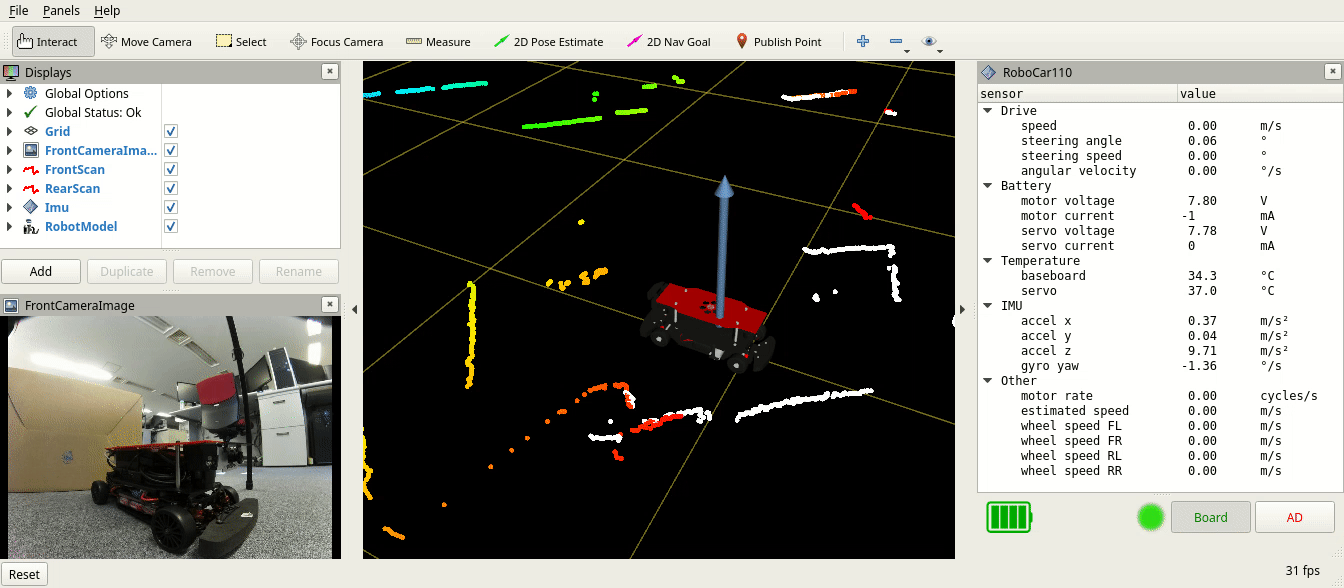 File Panels Help
Interact Move Camera Select Focus Camera Measure 2D Pose Estimate 2D Nav Goal Publish Point
Displays
Global Options
Global Status: Ok
Grid
FrontCameraIma...
FrontScan
RearScan
Imu
RobotModel
Add Duplicate Remove Rename
FrontCameraImage
Reset
RoboCar110
sensor value
Drive
speed 0.00 m/s
steering angle 0.06 °
steering speed 0.00 °
angular velocity 0.00 °/s
Battery
motor voltage 7.80 V
motor current -1 mA
servo voltage 7.78 V
servo current 0 mA
Temperature
baseboard 34.3 °C
servo 37.0 °C
IMU
accel x 0.37 m/s²
accel y 0.04 m/s²
accel z 9.71 m/s²
gyro yaw -1.36 °/s
Other
motor rate 0.00 cycles/s
estimated speed 0.00 m/s
wheel speed FL 0.00 m/s
wheel speed FR 0.00 m/s
wheel speed RL 0.00 m/s
wheel speed RR 0.00 m/s
Board AD
31 fps